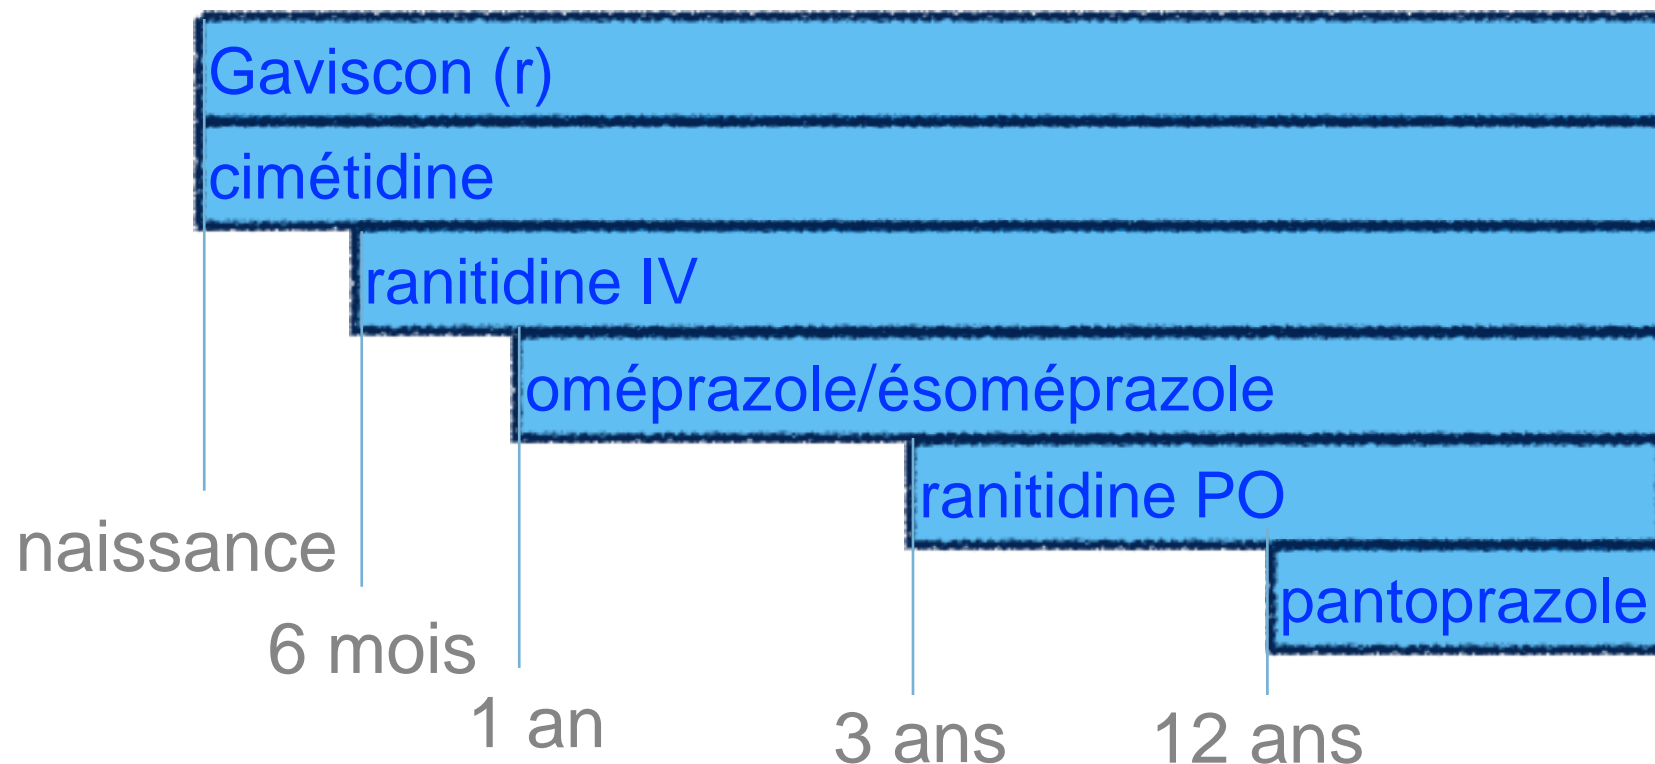 Gaviscon (r)
cimétidine
ranitidine IV
oméprazole/ésoméprazole
ranitidine PO
pantoprazole
naissance
6 mois
1 an
3 ans
12 ans